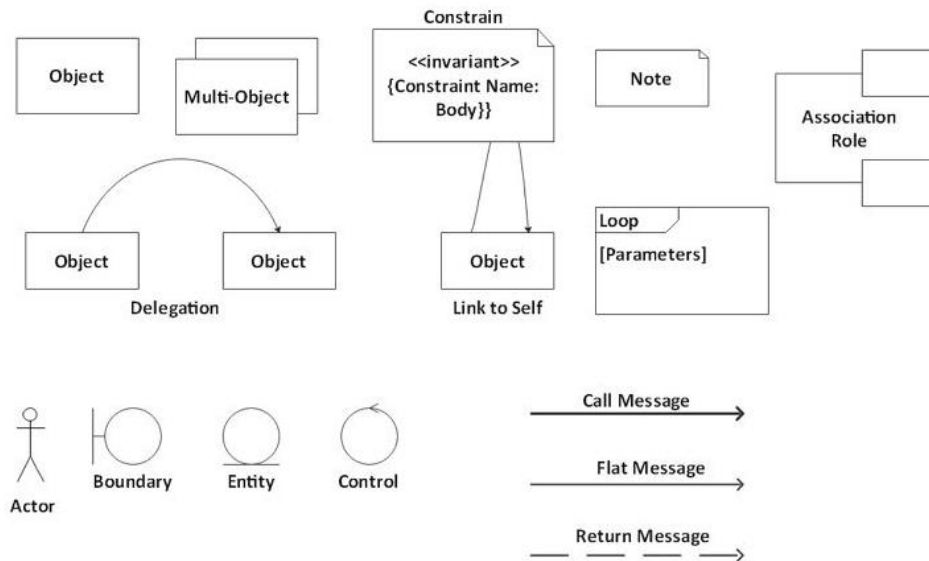 Constrain
Object
Multi-Object
<<invariant>>
{Constraint Name:
Body}}
Note
Association
Role
Object
Object
Delegation
Object
Link to Self
Loop
[Parameters]
Actor
Boundary
Entity
Control
Call Message
Flat Message
Return Message